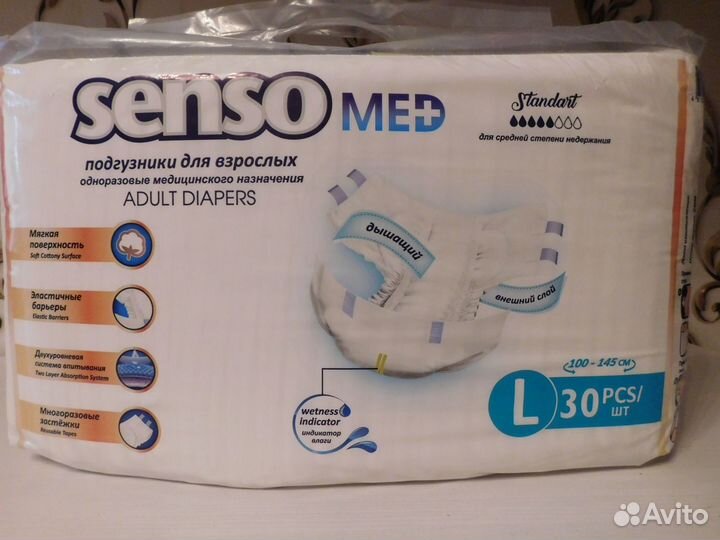 senso MED
Standart
для средней степени недержания
подгузники для взрослых
одноразовые медицинского назначения
ADULT DIAPERS
Мягкая
поверхность
Soft Cottony Surface
Эластичные
барьеры
Elastic Barriers
Двухуровневая
система впитывания
Two Layer Absorption System
Многоразовые
застёжки
Reusable Tapes
дышащий
внешний слой
wetness
indicator
индикатор
влаги
100 - 145 СМ
L 30 PCS/
ШТ
Avito